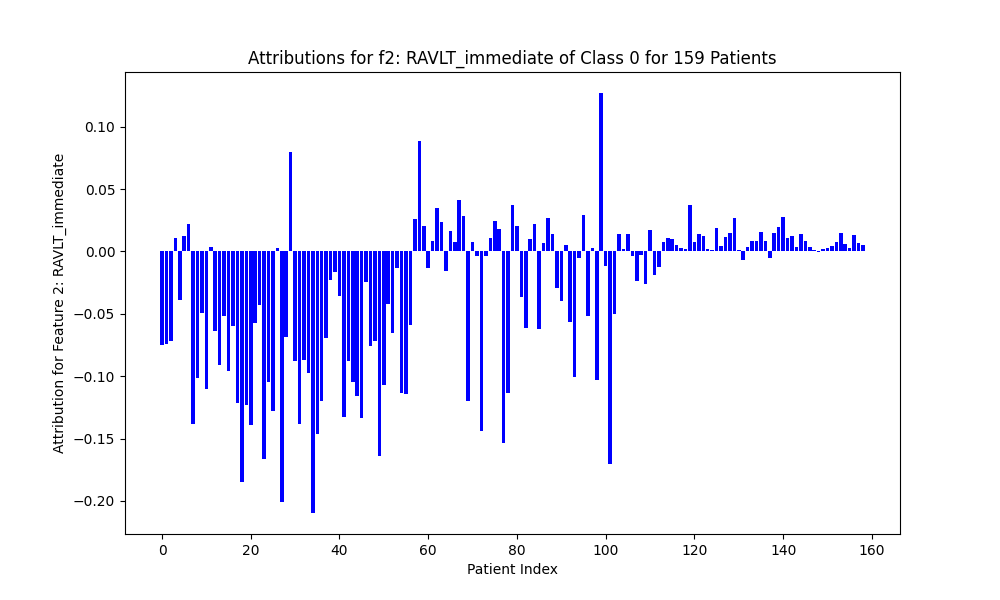 Attributions for f2: RAVLT_immediate of Class 0 for 159 Patients
Attribution for Feature 2: RAVLT_immediate
0.10
0.05
0.00
−0.05
−0.10
−0.15
−0.20
0 20 40 60 80 100 120 140 160
Patient Index